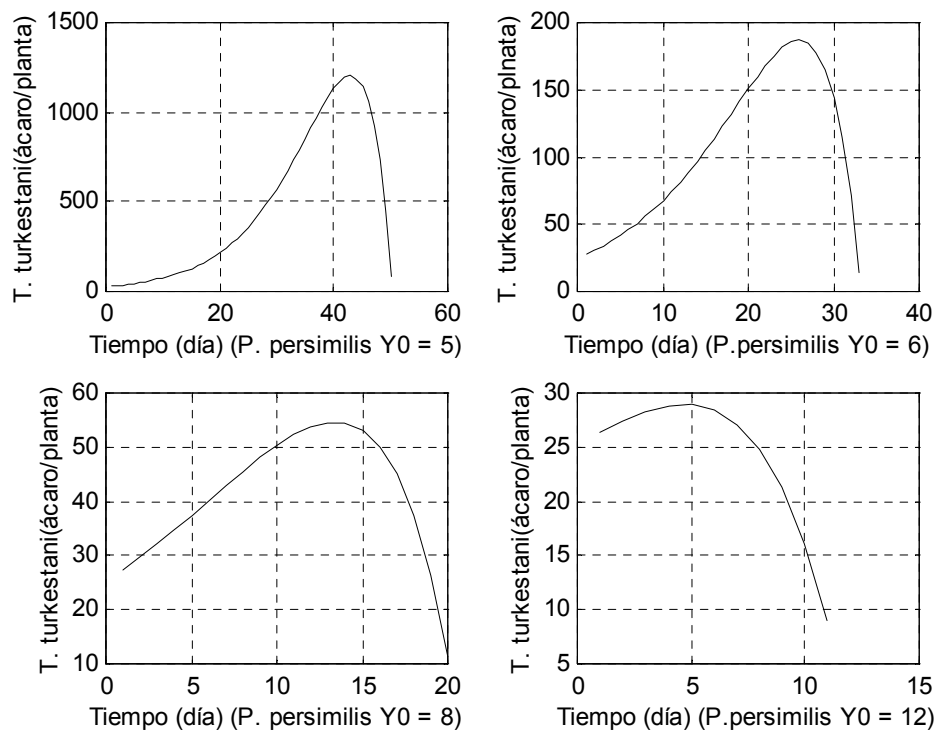 1500
1000
500
0
T. turkestani(ácaro/planta)
0 20 40 60
Tiempo (día) (P. persimilis Y0 = 5)
200
150
100
50
0
T. turkestani(ácaro/plnata)
0 10 20 30 40
Tiempo (día) (P.persimilis Y0 = 6)
60
50
40
30
20
10
T. turkestani(ácaro/planta)
0 5 10 15 20
Tiempo (día) (P. persimilis Y0 = 8)
30
25
20
15
10
5
T. turkestani(ácaro/planta)
0 5 10 15
Tiempo (día) (P.persimilis Y0 = 12)